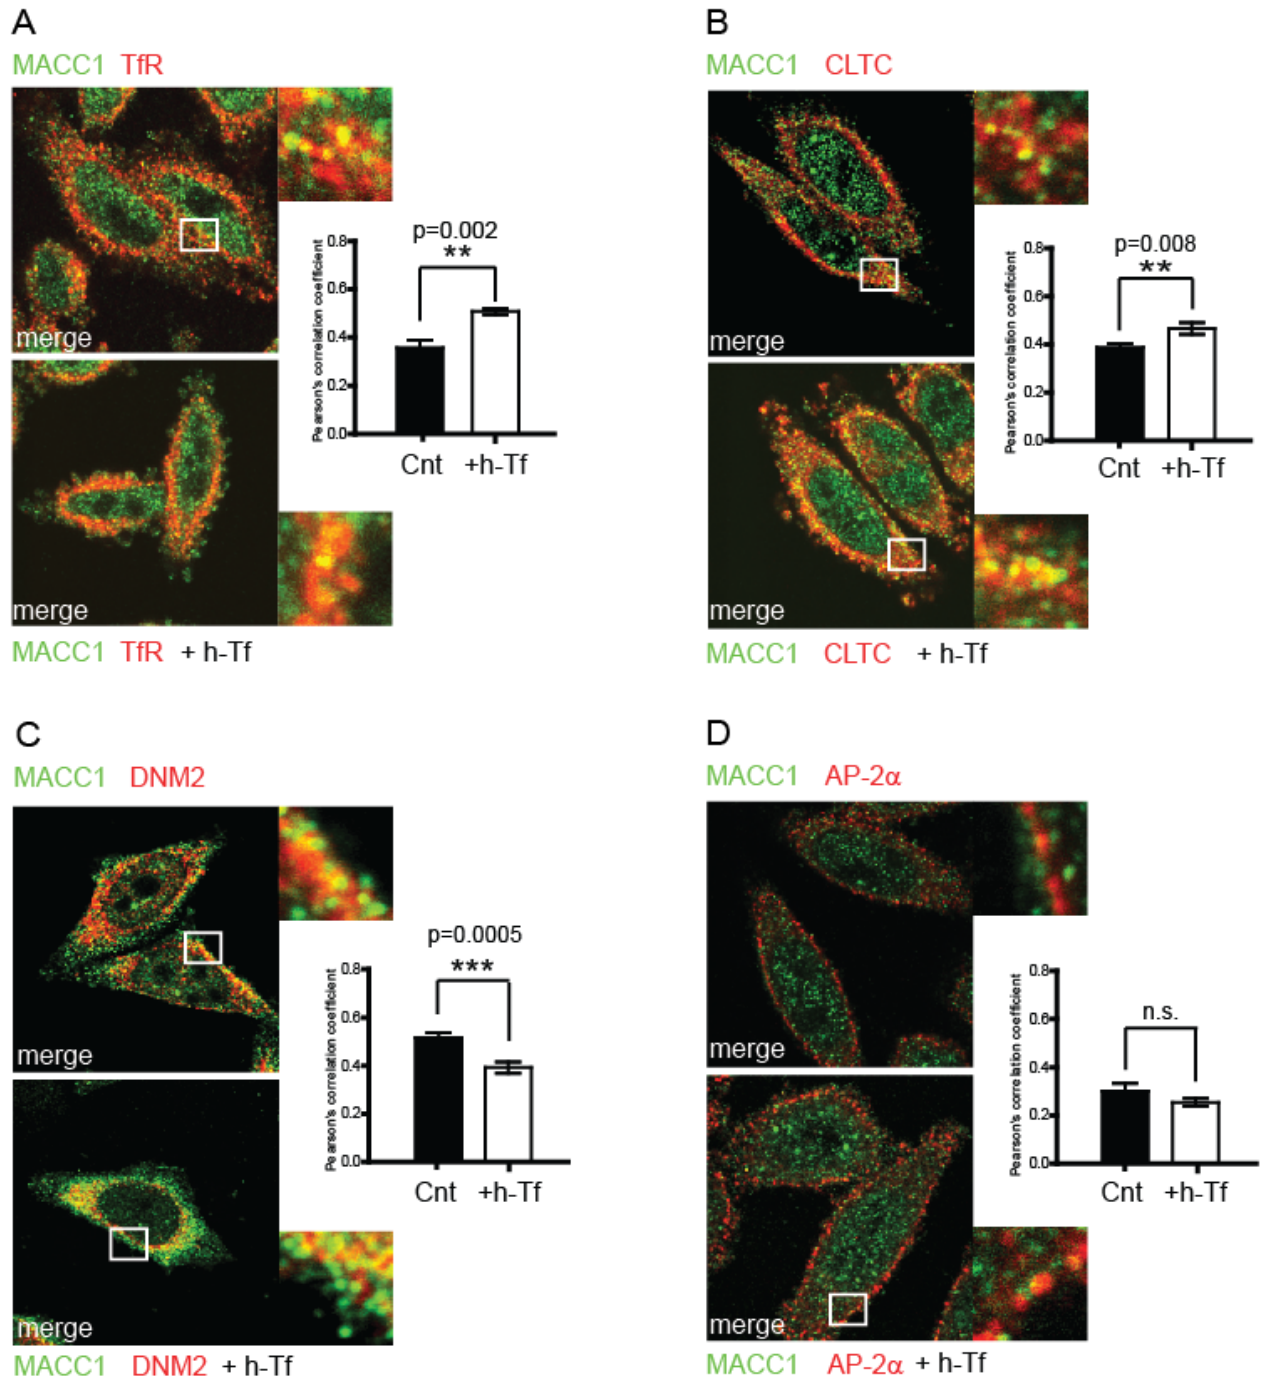 A
MACC1 TfR
merge
p=0.002
**
Pearson's correlation coefficient
0.8
0.6
0.4
0.2
0.0
Cnt +h-Tf
merge
MACC1 TfR + h-Tf
B
MACC1 CLTC
merge
p=0.008
**
Pearson's correlation coefficient
0.8
0.6
0.4
0.2
0.0
Cnt +h-Tf
merge
MACC1 CLTC + h-Tf
C
MACC1 DNM2
merge
p=0.0005
***
Pearson's correlation coefficient
0.8
0.6
0.4
0.2
0.0
Cnt +h-Tf
merge
MACC1 DNM2 + h-Tf
D
MACC1 AP-2α
merge
n.s.
Pearson's correlation coefficient
0.8
0.6
0.4
0.2
0.0
Cnt +h-Tf
merge
MACC1 AP-2α + h-Tf